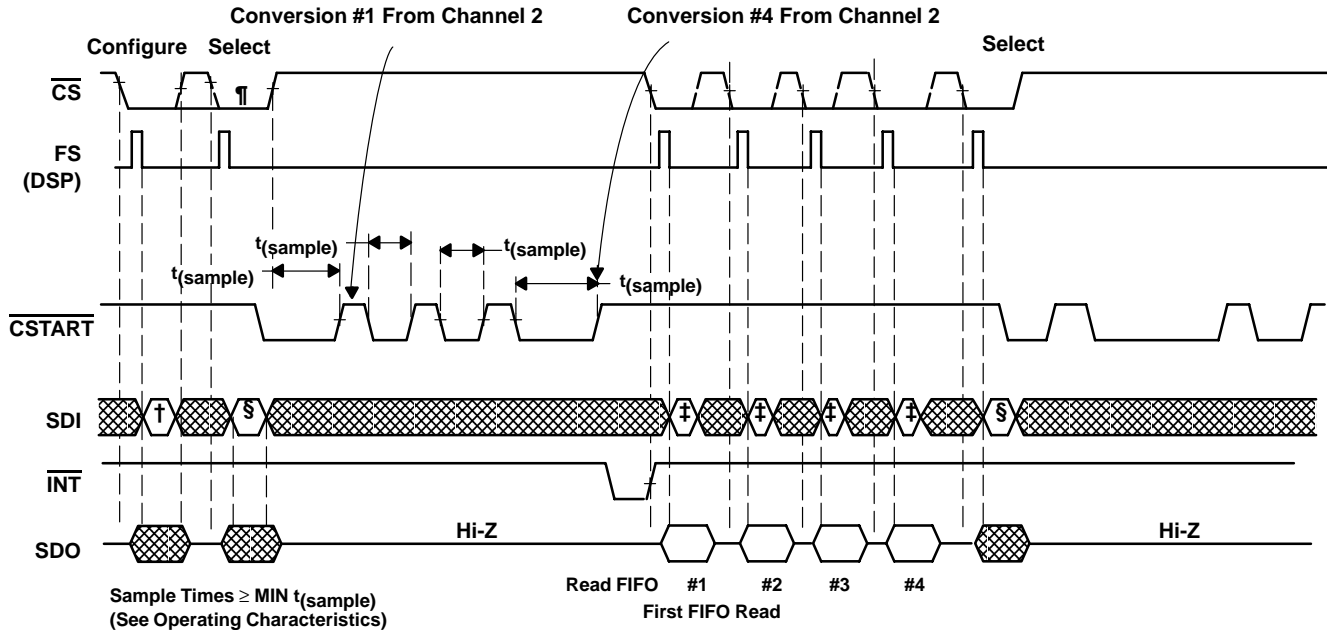 Conversion #1 From Channel 2
Conversion #4 From Channel 2
Configure
Select
Select
CS
¶
FS
(DSP)
t(sample)
t(sample)
t(sample)
t(sample)
CSTART
SDI
†
§
‡
‡
‡
‡
§
INT
SDO
Hi-Z
Hi-Z
Read FIFO
#1
#2
#3
#4
First FIFO Read
Sample Times ≥ MIN t(sample)
(See Operating Characteristics)